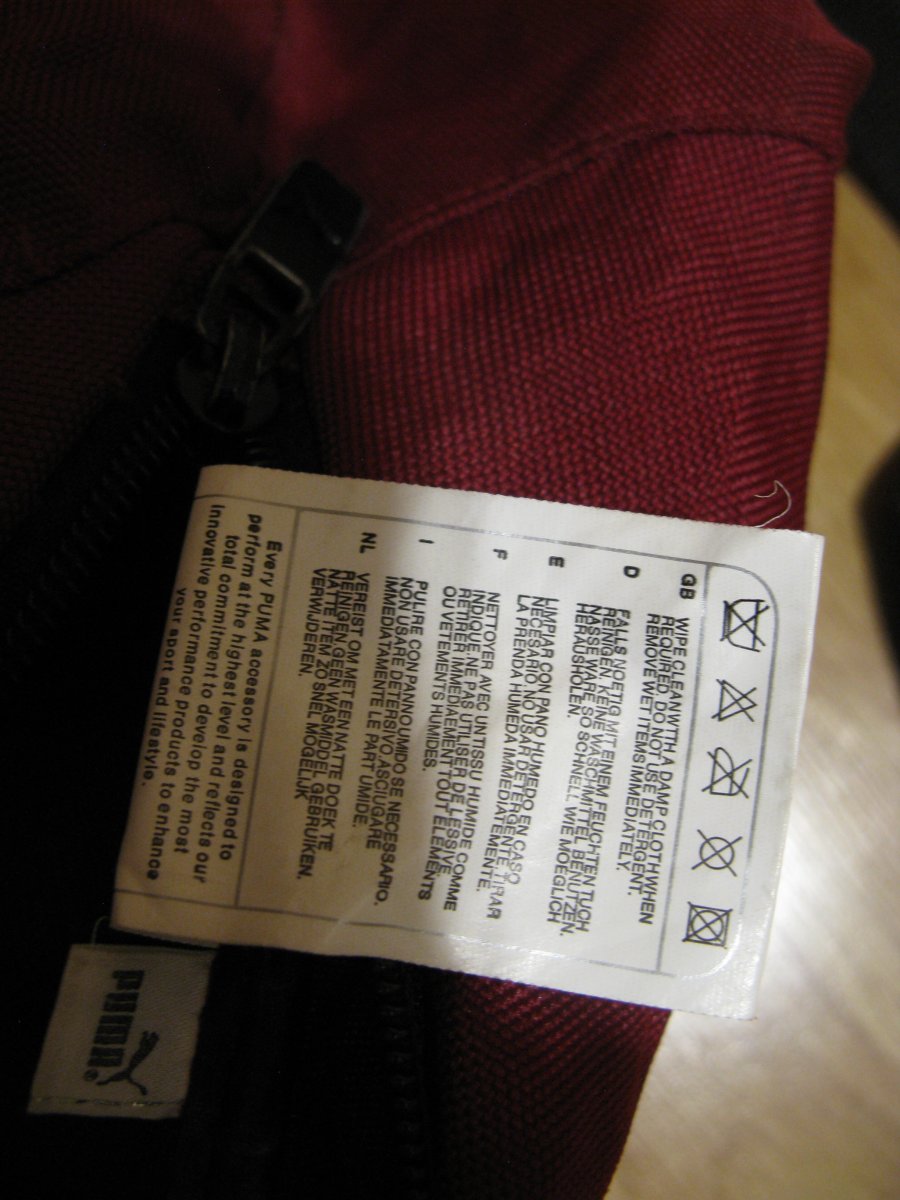 GB
WIPE CLEAN WITH A DAMP CLOTH WHEN
REQUIRED. DO NOT USE DETERGENT.
REMOVE WET ITEMS IMMEDIATELY.
D
FALLS NOETIG MIT EINEM FEUCHTEN TUCH
REINIGEN. KEINE WASCHMITTEL BENUTZEN.
NASSE WARE SO SCHNELL WIE MOEGLICH
HERAUSHOLEN.
E
LIMPIAR CON PANO HUMEDO EN CASO
NECESARIO. NO USAR DETERGENTE. TIRAR
LA PRENDA HUMEDA IMMEDIATEMENTE.
F
NETTOYER AVEC UN TISSU HUMIDE COMME
INDIQUE NE PAS UTILISER DE LESSIVE.
RETIRER IMMEDIAEMENT TOUT ELEMENTS
OU VETEMENTS HUMIDES.
I
PULIRE CON PANNO UMIDO SE NECESSARIO.
NON USARE DETERSIVO. ASCIUGARE
IMMEDIATAMENTE LE PART UMIDE.
NL
VEREIST OM MET EEN NATTE DOEK TE
REINIGEN GEEN WASMIDDEL GEBRUIKEN.
NATTE ITEM ZO SNEL MOGELIJK
VERWIJDEREN.
Every PUMA accessory is designed to
perform at the highest level and reflects our
total commitment to develop the most
innovative performance products to enhance
your sport and lifestyle.
PUMA®